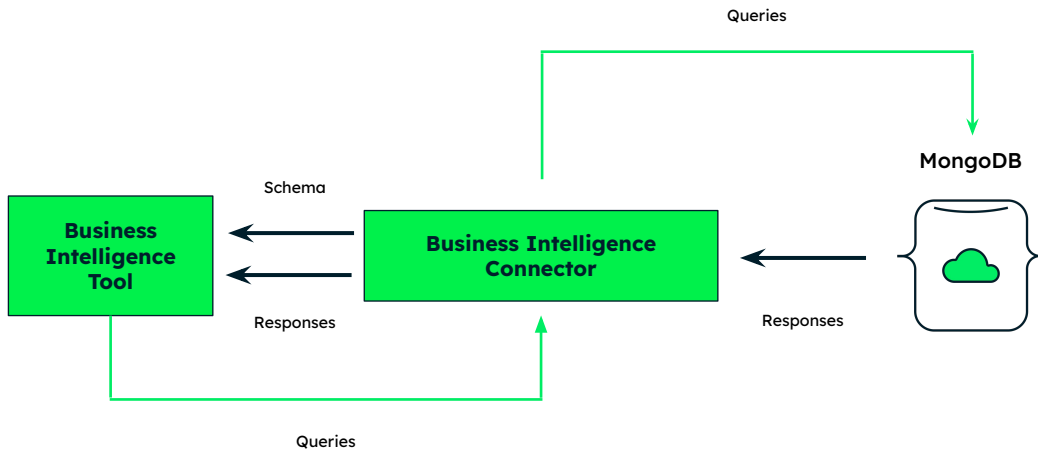 Queries
MongoDB
Schema
Business
Intelligence
Tool
Business Intelligence
Connector
Responses
Responses
Queries